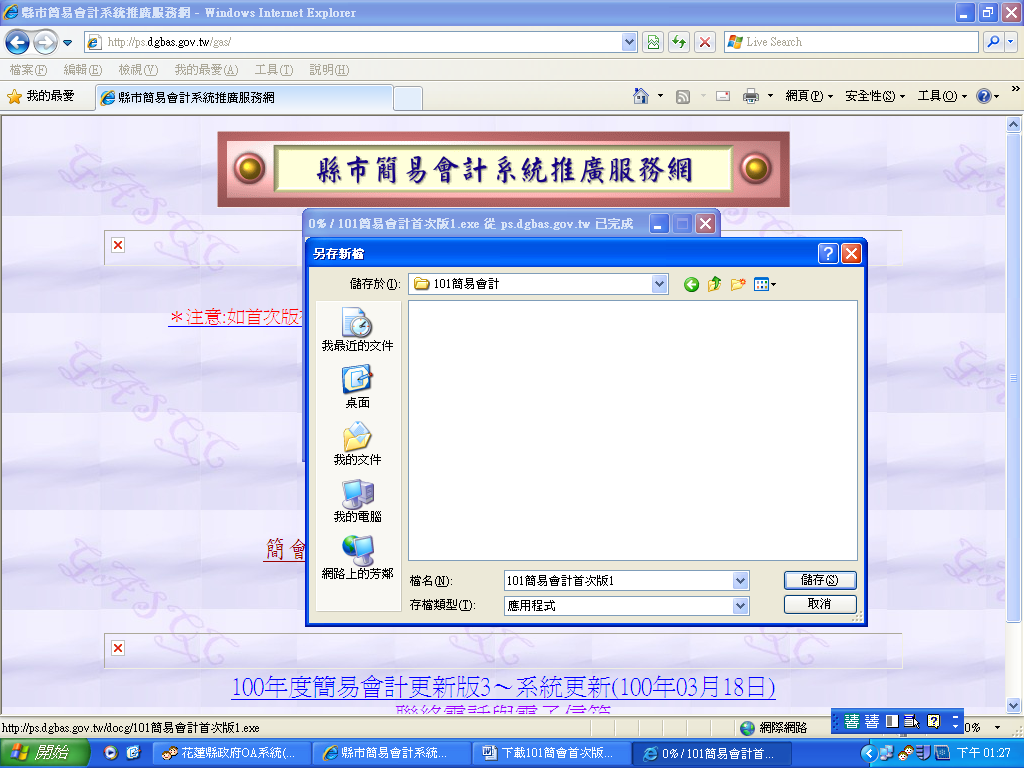 縣市簡易會計系統推廣服務網 - Windows Internet Explorer
http://ps.dgbas.gov.tw/gas/
Live Search
檔案(F) 編輯(E) 檢視(V) 我的最愛(A) 工具(T) 說明(H)
我的最愛
縣市簡易會計系統推廣服務網
網頁(P) 安全性(S) 工具(O)
縣市簡易會計系統推廣服務網
0% / 101簡易會計首次版1.exe 從 ps.dgbas.gov.tw 已完成
另存新檔
儲存於(I): 101簡易會計
＊注意:如首次版
我最近的文件
桌面
我的文件
我的電腦
網路上的芳鄰
簡 會
檔名(N): 101簡易會計首次版1 儲存(S)
存檔類型(T): 應用程式 取消
100年度簡易會計更新版3～系統更新(100年03月18日)
聯絡電話與電子信箱
http://ps.dgbas.gov.tw/docg/101簡易會計首次版1.exe
網際網路
0%
開始
花蓮縣政府OA系統(...
縣市簡易會計系統...
下載101簡會首次版...
0% / 101簡易會計首...
下午 01:27